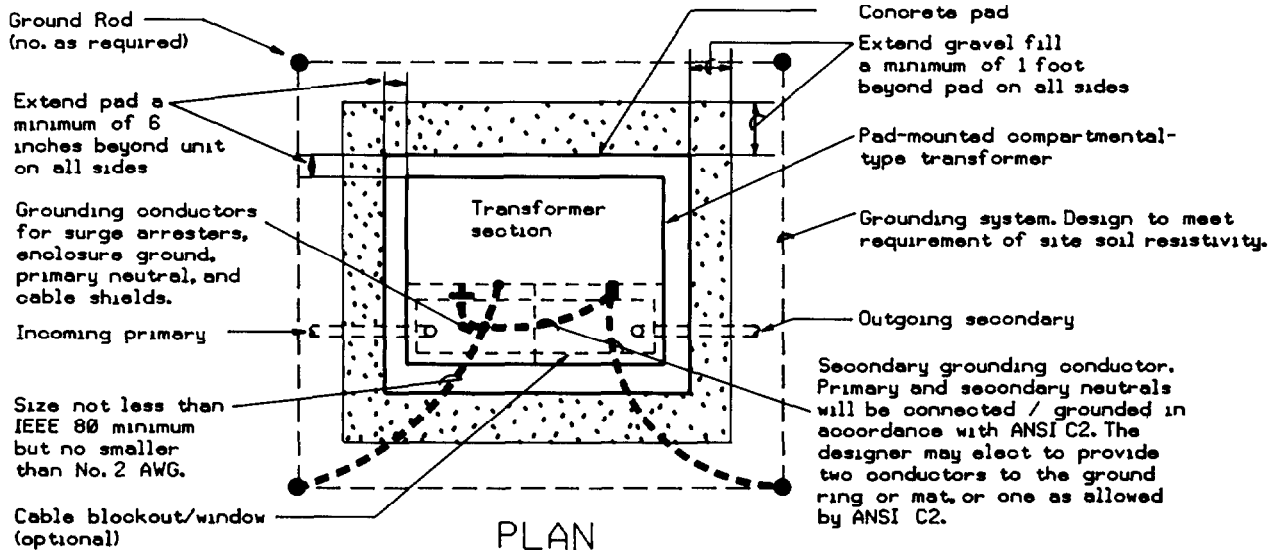 Ground Rod
(no. as required)
Extend pad a
minimum of 6
inches beyond unit
on all sides
Grounding conductors
for surge arresters,
enclosure ground,
primary neutral, and
cable shields.
Incoming primary
Size not less than
IEEE 80 minimum
but no smaller
than No. 2 AWG.
Cable blockout/window
(optional)
Transformer
section
PLAN
Concrete pad
Extend gravel fill
a minimum of 1 foot
beyond pad on all sides
Pad-mounted compartmental-
type transformer
Grounding system. Design to meet
requirement of site soil resistivity.
Outgoing secondary
Secondary grounding conductor.
Primary and secondary neutrals
will be connected / grounded in
accordance with ANSI C2. The
designer may elect to provide
two conductors to the ground
ring or mat, or one as allowed
by ANSI C2.